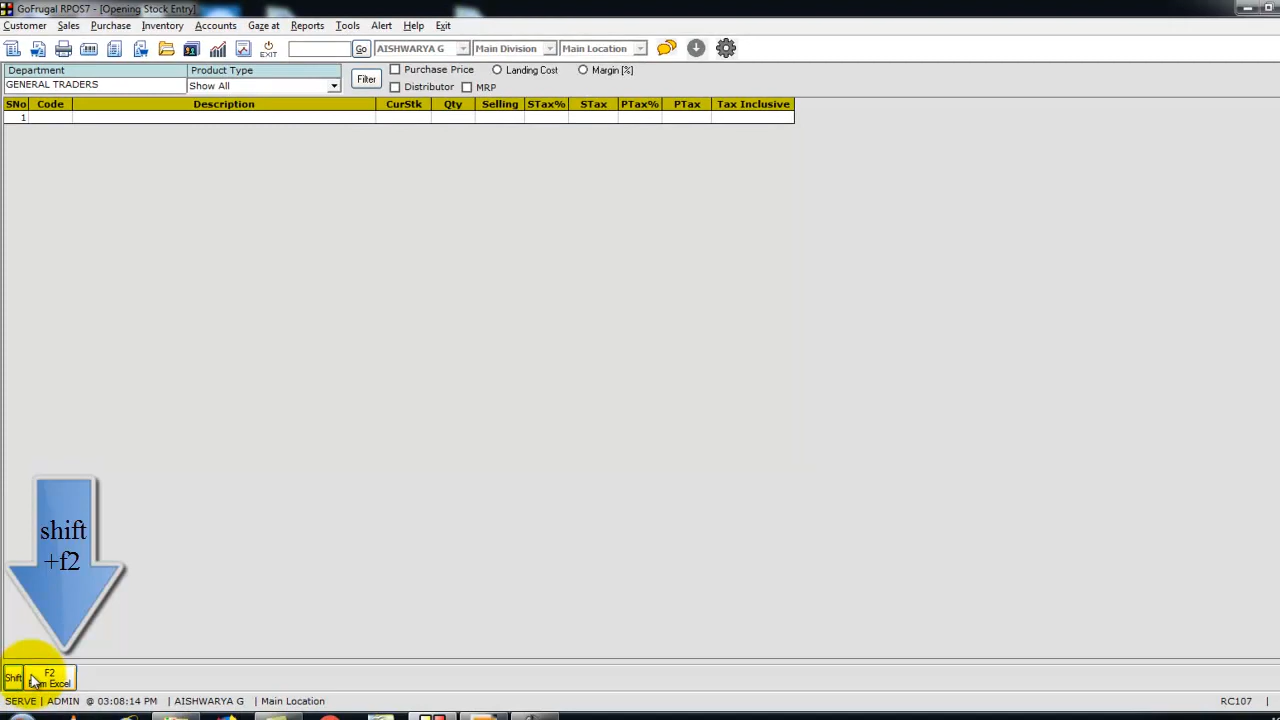 GoFrugal RPOS7 - [Opening Stock Entry]
Customer Sales Purchase Inventory Accounts Gaze at Reports Tools Alert Help Exit
EXIT Go AISHWARYA G Main Division Main Location
Department Product Type Purchase Price Landing Cost Margin [%]
GENERAL TRADERS Show All Filter Distributor MRP
SNo Code Description CurStk Qty Selling STax% STax PTax% PTax Tax Inclusive
1
shift
+f2
Shift F2
Excel
SERVE ADMIN @ 03:08:14 PM | AISHWARYA G | Main Location RC107